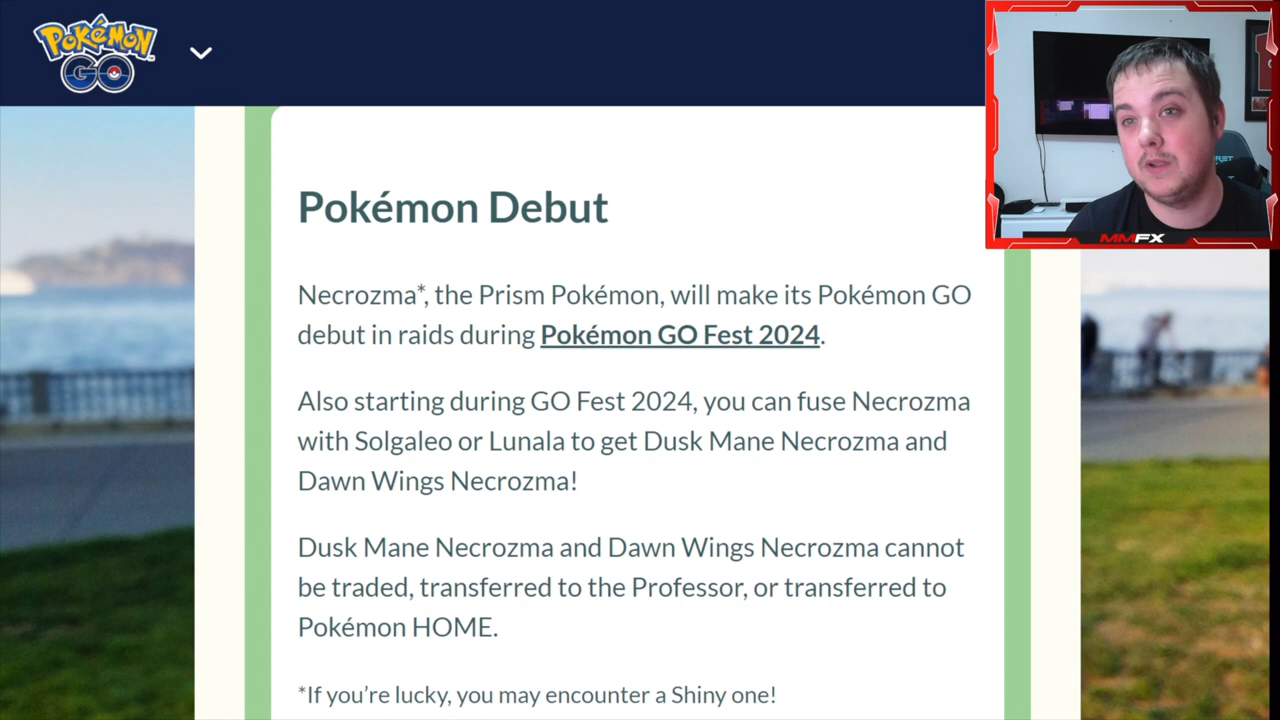 POKéMON
GO
Pokémon Debut
Necrozma*, the Prism Pokémon, will make its Pokémon GO
debut in raids during Pokémon GO Fest 2024.
Also starting during GO Fest 2024, you can fuse Necrozma
with Solgaleo or Lunala to get Dusk Mane Necrozma and
Dawn Wings Necrozma!
Dusk Mane Necrozma and Dawn Wings Necrozma cannot
be traded, transferred to the Professor, or transferred to
Pokémon HOME.
*If you’re lucky, you may encounter a Shiny one!
MMFX